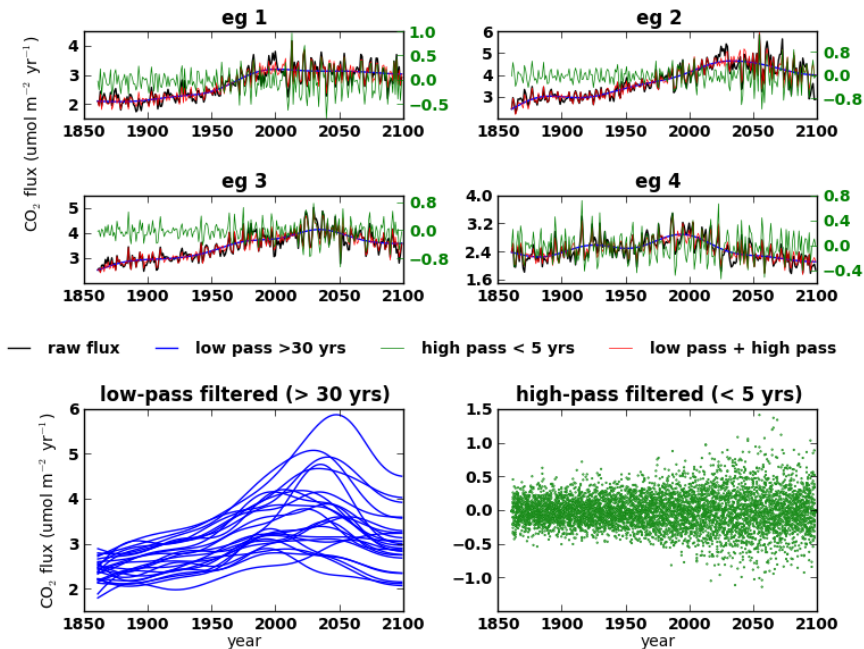 eg 1
eg 2
4
3
2
1.0
0.5
0.0
−0.5
6
5
4
3
0.8
0.0
−0.8
1850 1900 1950 2000 2050 2100
1850 1900 1950 2000 2050 2100
CO₂ flux (umol m⁻² yr⁻¹)
eg 3
eg 4
5
4
3
0.8
0.0
−0.8
4.0
3.2
2.4
1.6
0.8
0.4
0.0
−0.4
1850 1900 1950 2000 2050 2100
1850 1900 1950 2000 2050 2100
raw flux low pass >30 yrs high pass < 5 yrs low pass + high pass
low-pass filtered (> 30 yrs)
high-pass filtered (< 5 yrs)
CO₂ flux (umol m⁻² yr⁻¹)
6
5
4
3
2
1.5
1.0
0.5
0.0
−0.5
−1.0
1850 1900 1950 2000 2050 2100
1850 1900 1950 2000 2050 2100
year
year